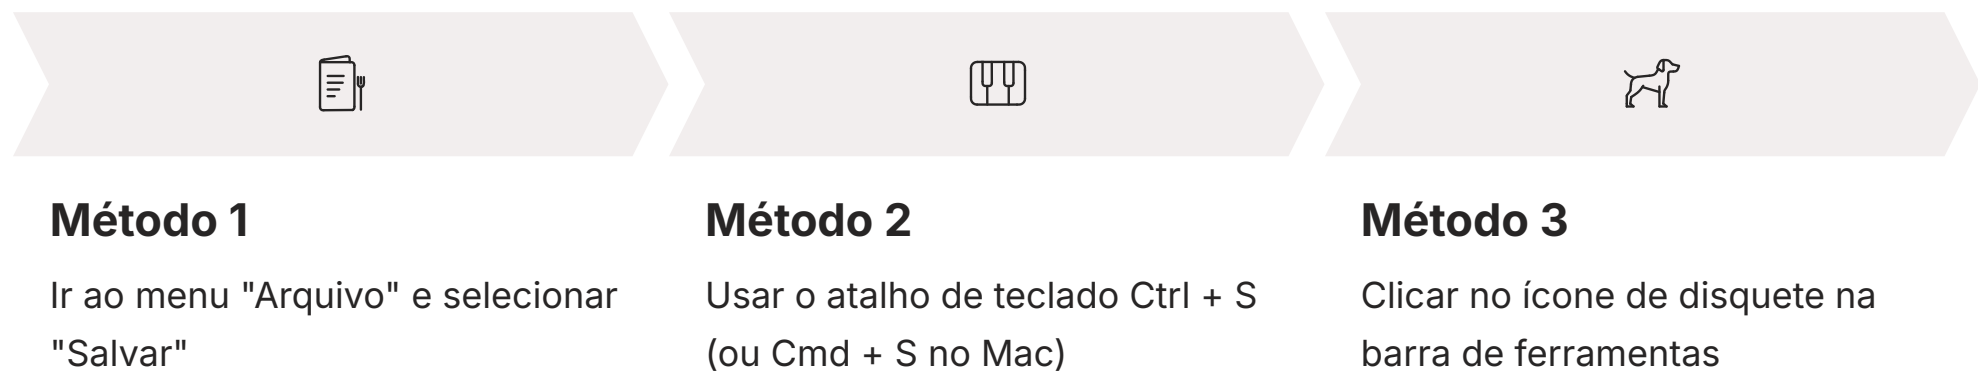 Método 1
Ir ao menu "Arquivo" e selecionar
"Salvar"
Método 2
Usar o atalho de teclado Ctrl + S
(ou Cmd + S no Mac)
Método 3
Clicar no ícone de disquete na
barra de ferramentas